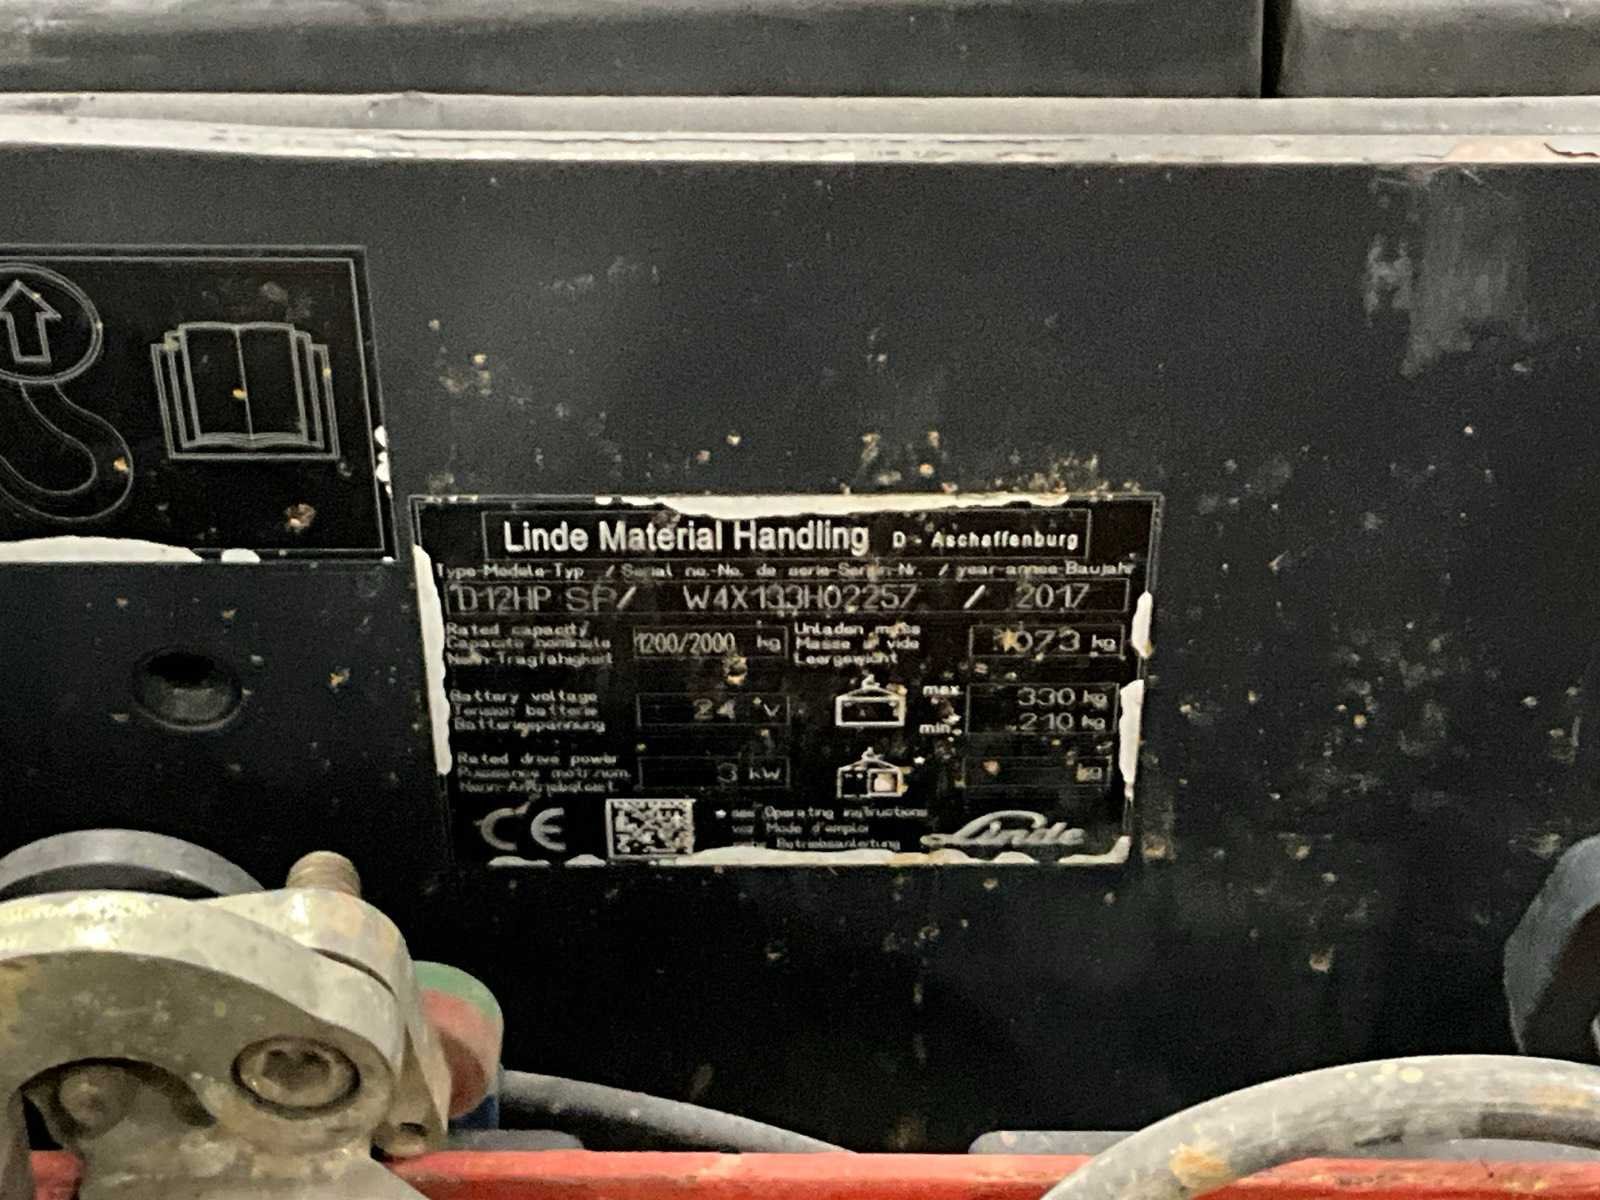 Linde Material Handling D - Aschaffenburg
Type-Modele-Typ / Serial no.-No. de serie-Serien-Nr. / year-annee-Baujahr
D12HP SP/ W4X133H02257 / 2017
Rated capacity
Capacite nominale
Nenn-Tragfahigkeit
1200/2000 kg
Unladen mass
Masse a vide
Leergewicht
1073 kg
Battery voltage
Tension batterie
Batteriespannung
24 V
max
330 kg
min
210 kg
Rated drive power
Puissance motr.nom.
3 kW
kg
CE
* see Operating instructions
voir Mode d'emploi
siehe Betriebsanleitung
Linde